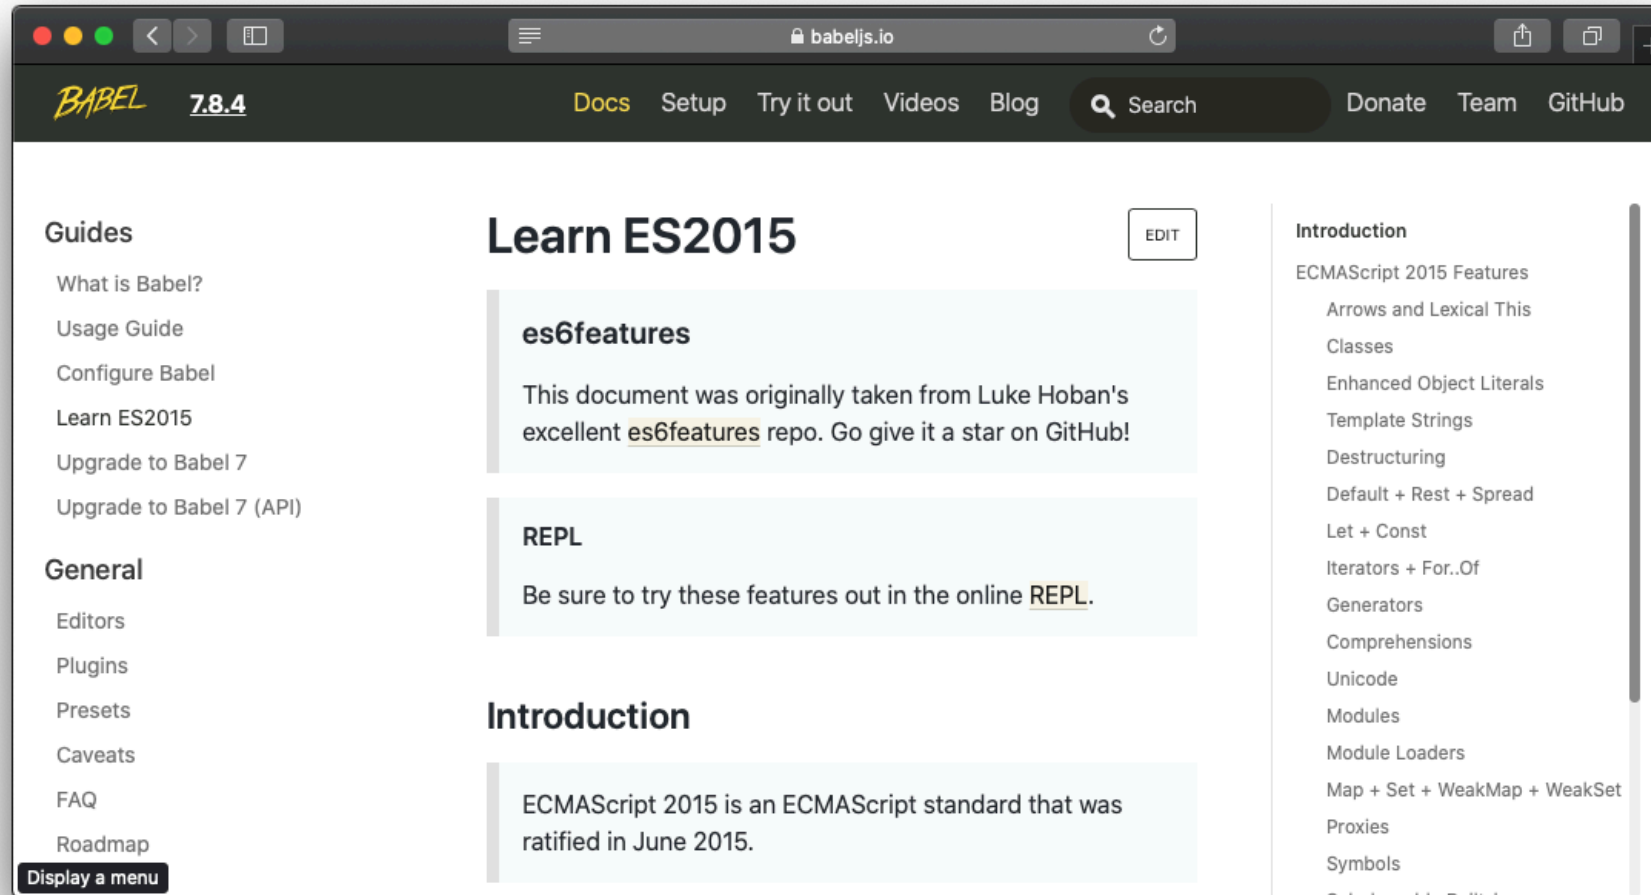 babeljs.io
BABEL 7.8.4 Docs Setup Try it out Videos Blog Search Donate Team GitHub
Guides
What is Babel?
Usage Guide
Configure Babel
Learn ES2015
Upgrade to Babel 7
Upgrade to Babel 7 (API)
General
Editors
Plugins
Presets
Caveats
FAQ
Roadmap
Display a menu
Learn ES2015
EDIT
es6features
This document was originally taken from Luke Hoban's
excellent es6features repo. Go give it a star on GitHub!
REPL
Be sure to try these features out in the online REPL.
Introduction
ECMAScript 2015 is an ECMAScript standard that was
ratified in June 2015.
Introduction
ECMAScript 2015 Features
Arrows and Lexical This
Classes
Enhanced Object Literals
Template Strings
Destructuring
Default + Rest + Spread
Let + Const
Iterators + For..Of
Generators
Comprehensions
Unicode
Modules
Module Loaders
Map + Set + WeakMap + WeakSet
Proxies
Symbols